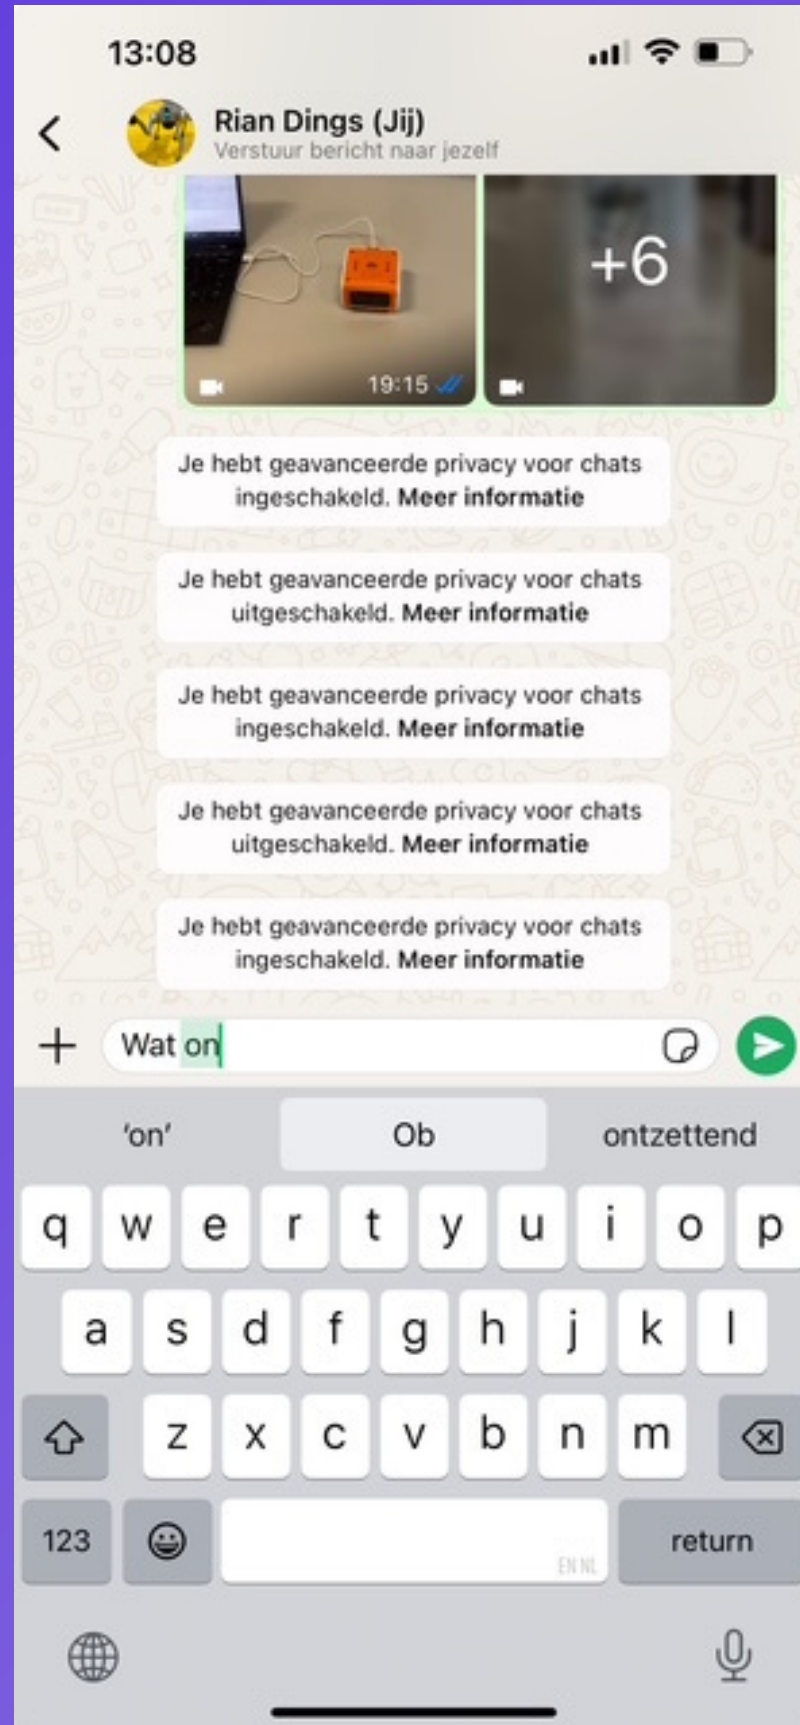 13:08
Rian Dings (Jij)
Verstuur bericht naar jezelf
+6
19:15
Je hebt geavanceerde privacy voor chats
ingeschakeld. Meer informatie
Je hebt geavanceerde privacy voor chats
uitgeschakeld. Meer informatie
Je hebt geavanceerde privacy voor chats
ingeschakeld. Meer informatie
Je hebt geavanceerde privacy voor chats
uitgeschakeld. Meer informatie
Je hebt geavanceerde privacy voor chats
ingeschakeld. Meer informatie
Wat on
'on' Ob ontzettend
q w e r t y u i o p
a s d f g h j k l
z x c v b n m
123 EN NL return